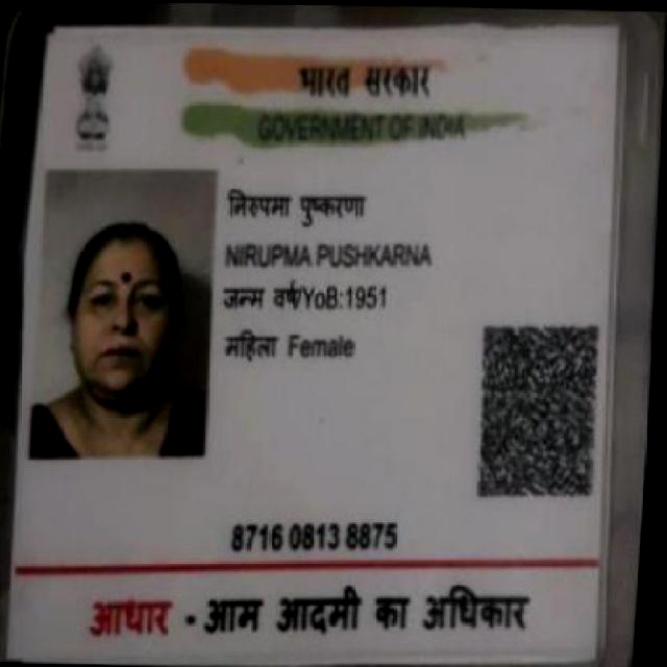 भारत सरकार
GOVERNMENT OF INDIA
निरुपमा पुष्करणा
NIRUPMA PUSHKARNA
जन्म वर्ष/YoB:1951
महिला Female
8716 0813 8875
आधार - आम आदमी का अधिकार